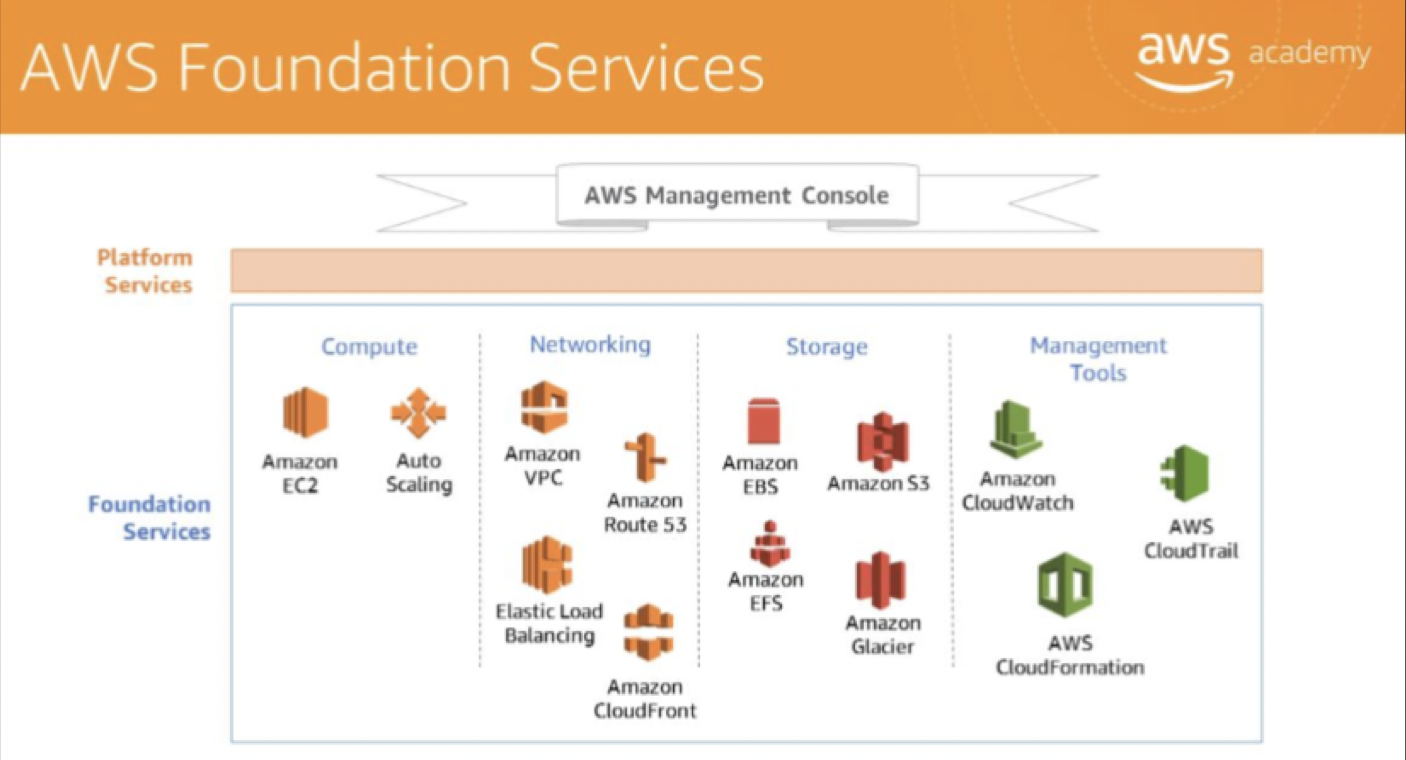 AWS Foundation Services
aws academy
AWS Management Console
Platform
Services
Foundation
Services
Compute
Amazon
EC2
Auto
Scaling
Networking
Amazon
VPC
Amazon
Route 53
Elastic Load
Balancing
Amazon
CloudFront
Storage
Amazon
EBS
Amazon S3
Amazon
EFS
Amazon
Glacier
Management
Tools
Amazon
CloudWatch
AWS
CloudTrail
AWS
CloudFormation